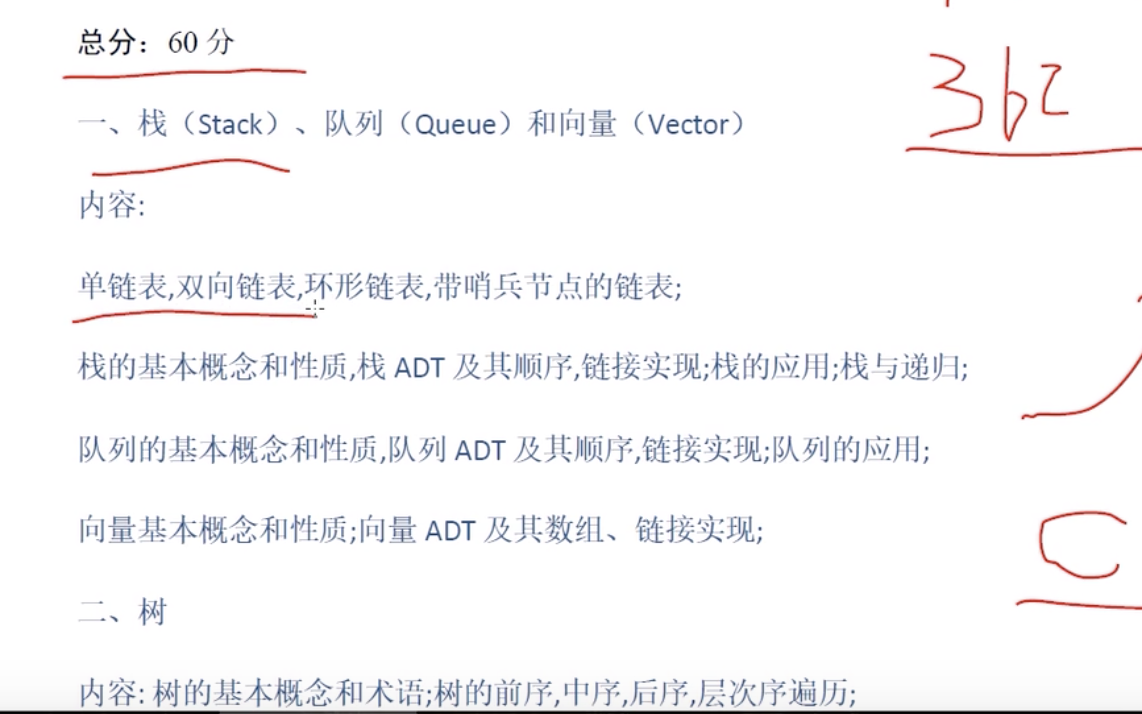 总分：60 分
一、栈（Stack）、队列（Queue）和向量（Vector）
内容:
单链表,双向链表,环形链表,带哨兵节点的链表;
栈的基本概念和性质,栈 ADT 及其顺序,链接实现;栈的应用;栈与递归;
队列的基本概念和性质,队列 ADT 及其顺序,链接实现;队列的应用;
向量基本概念和性质;向量 ADT 及其数组、链接实现;
C
二、树
内容: 树的基本概念和术语;树的前序,中序,后序,层次序遍历;